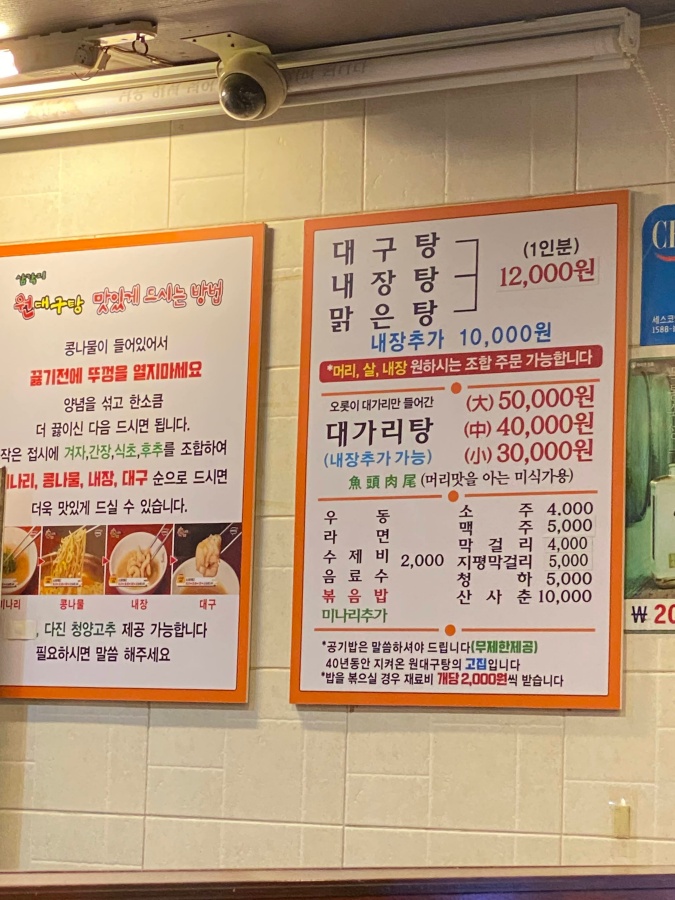 삼각지
원대구탕 맛있게 드시는 방법
콩나물이 들어있어서
끓기전에 뚜껑을 열지마세요
양념을 섞고 한소큼
더 끓이신 다음 드시면 됩니다.
작은 접시에 겨자,간장,식초,후추를 조합하여
나리, 콩나물, 내장, 대구 순으로 드시면
더욱 맛있게 드실 수 있습니다.
미나리 콩나물 내장 대구
, 다진 청양고추 제공 가능합니다
필요하시면 말씀 해주세요
대구탕
내장탕
맑은탕
(1인분)
12,000원
내장추가 10,000원
*머리, 살, 내장 원하시는 조합 주문 가능합니다
오롯이 대가리만 들어간
대가리탕
(내장추가 가능)
(大) 50,000원
(中) 40,000원
(小) 30,000원
魚頭肉尾 (머리맛을 아는 미식가용)
우동
라면
수제비
음료수
볶음밥
미나리추가
2,000
소주 4.000
맥주 5,000
막걸리 4,000
지평막걸리 5,000
청하 5,000
산사춘 10,000
*공기밥은 말씀하셔야 드립니다(무제한제공)
40년동안 지켜온 원대구탕의 고집입니다
*밥을 볶으실 경우 재료비 개당 2,000원씩 받습니다
세스코
1588-
₩ 20